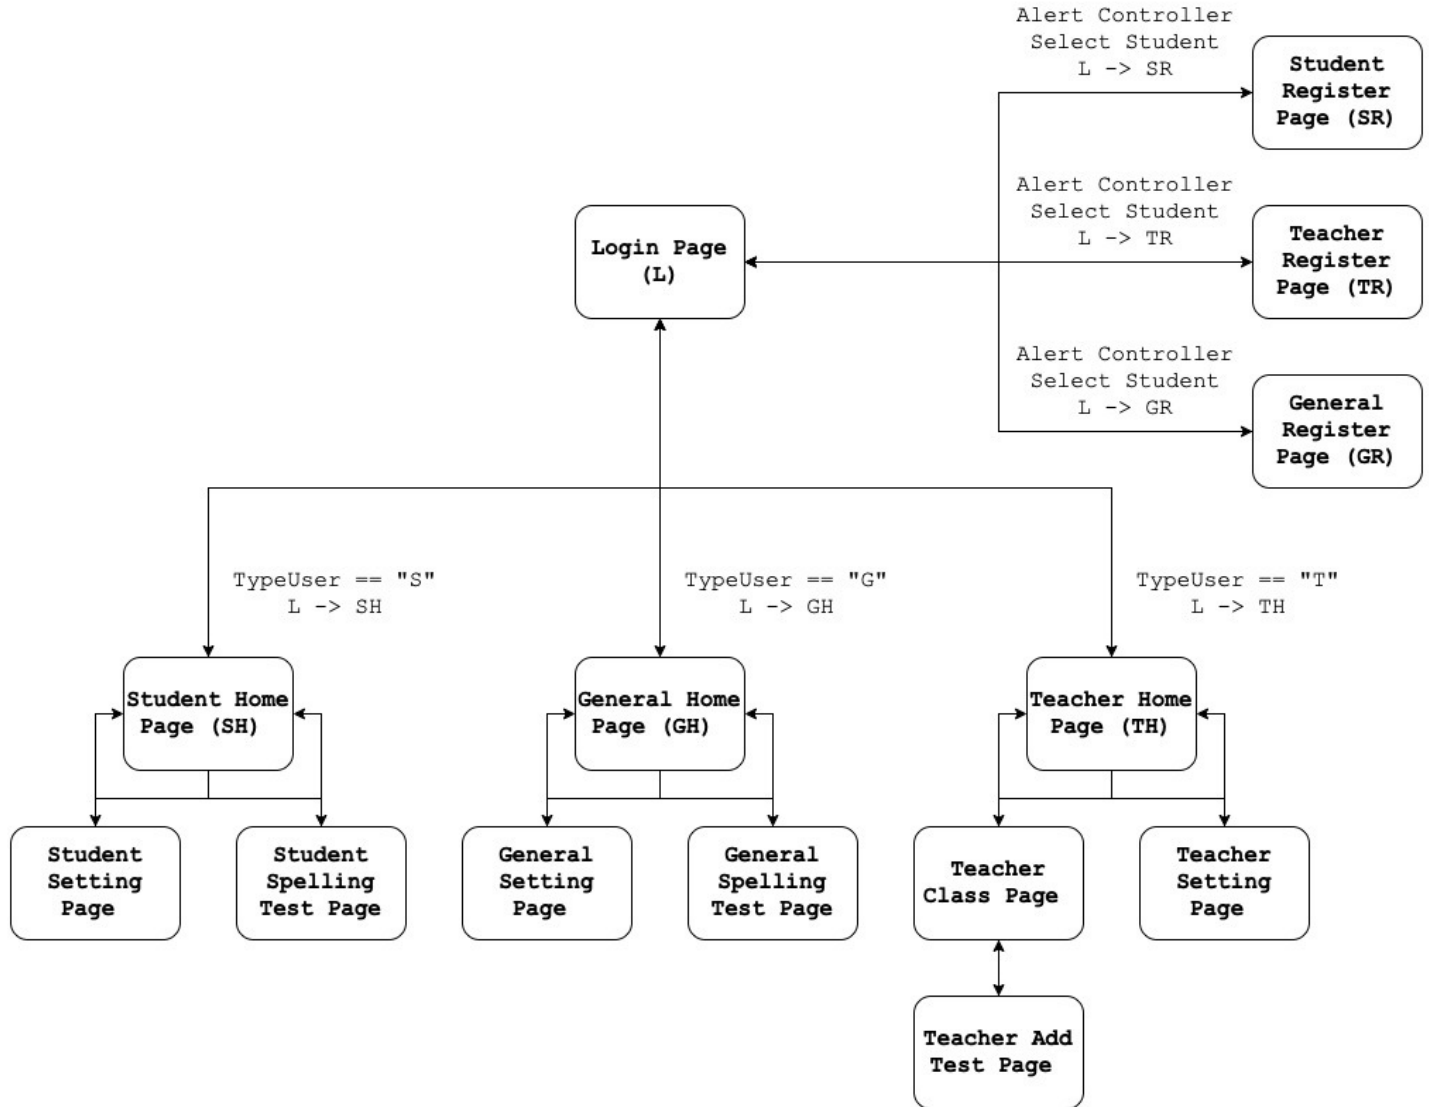 Alert Controller
Select Student
L -> SR
Student
Register
Page (SR)
Alert Controller
Select Student
L -> TR
Teacher
Register
Page (TR)
Login Page
(L)
Alert Controller
Select Student
L -> GR
General
Register
Page (GR)
TypeUser == "S"
L -> SH
TypeUser == "G"
L -> GH
TypeUser == "T"
L -> TH
Student Home
Page (SH)
General Home
Page (GH)
Teacher Home
Page (TH)
Student
Setting
Page
Student
Spelling
Test Page
General
Setting
Page
General
Spelling
Test Page
Teacher
Class Page
Teacher
Setting
Page
Teacher Add
Test Page